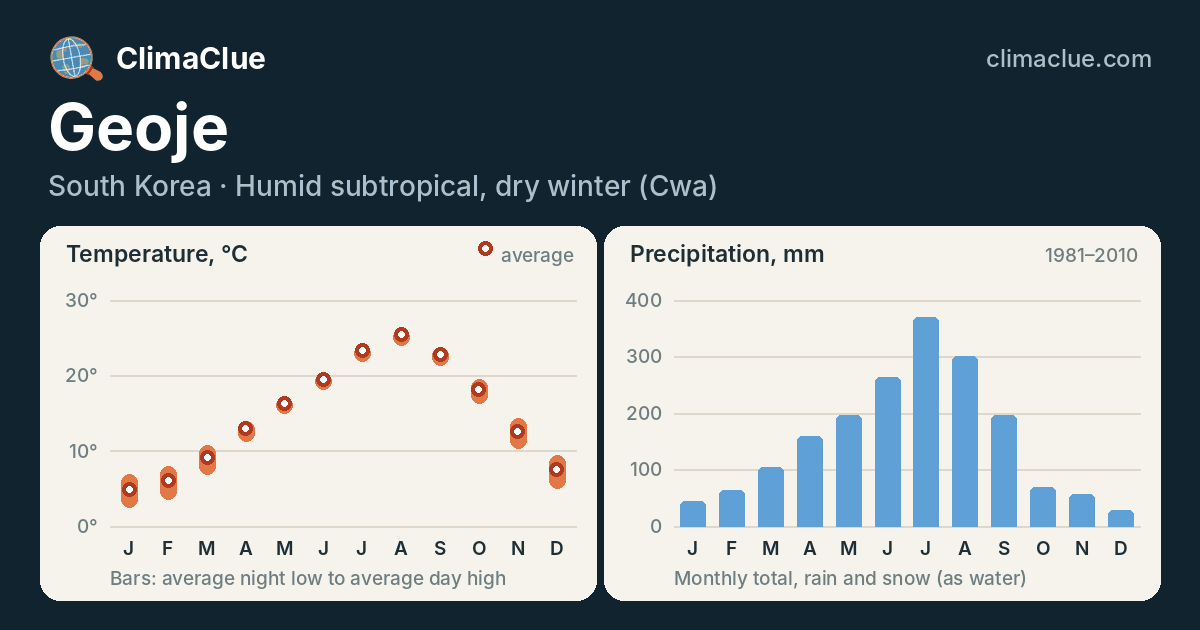 ClimaClue
climaclue.com
Geoje
South Korea · Humid subtropical, dry winter (Cwa)
Temperature, °C
average
30°
20°
10°
0°
J F M A M J J A S O N D
Bars: average night low to average day high
Precipitation, mm
1981–2010
400
300
200
100
0
J F M A M J J A S O N D
Monthly total, rain and snow (as water)